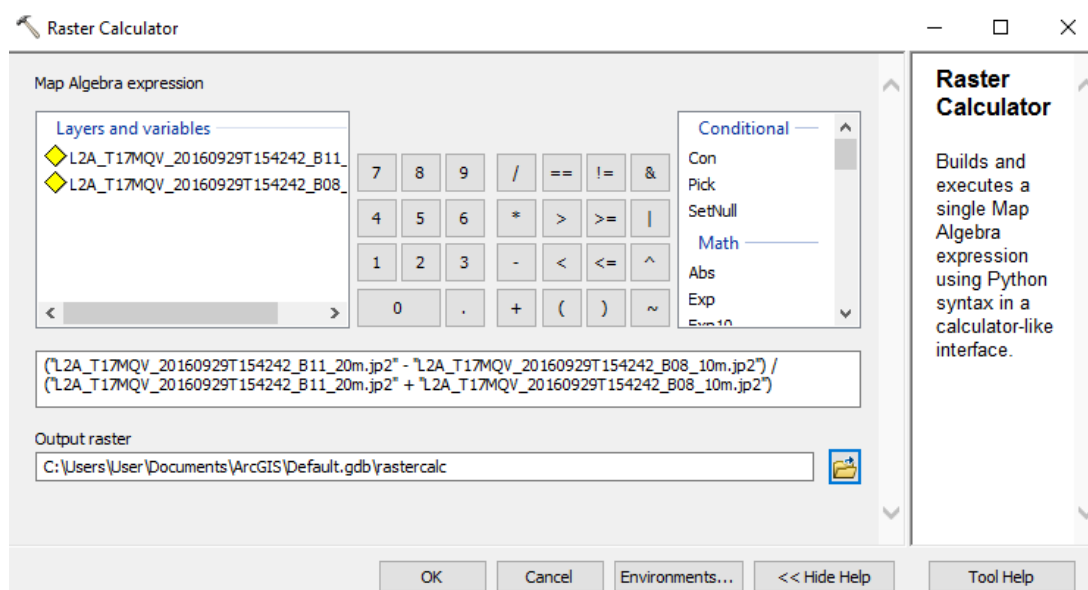 Raster Calculator
Map Algebra expression
Layers and variables
L2A_T17MQV_20160929T154242_B11_
L2A_T17MQV_20160929T154242_B08_
7 8 9 / == != &
4 5 6 * > >= |
1 2 3 - < <= ^
0 . + ( ) ~
Conditional
Con
Pick
SetNull
Math
Abs
Exp
Exp10
("L2A_T17MQV_20160929T154242_B11_20m.jp2" - "L2A_T17MQV_20160929T154242_B08_10m.jp2") /
("L2A_T17MQV_20160929T154242_B11_20m.jp2" + "L2A_T17MQV_20160929T154242_B08_10m.jp2")
Output raster
C:\Users\User\Documents\ArcGIS\Default.gdb\rastercalc
OK Cancel Environments... << Hide Help Tool Help
Raster
Calculator
Builds and
executes a
single Map
Algebra
expression
using Python
syntax in a
calculator-like
interface.